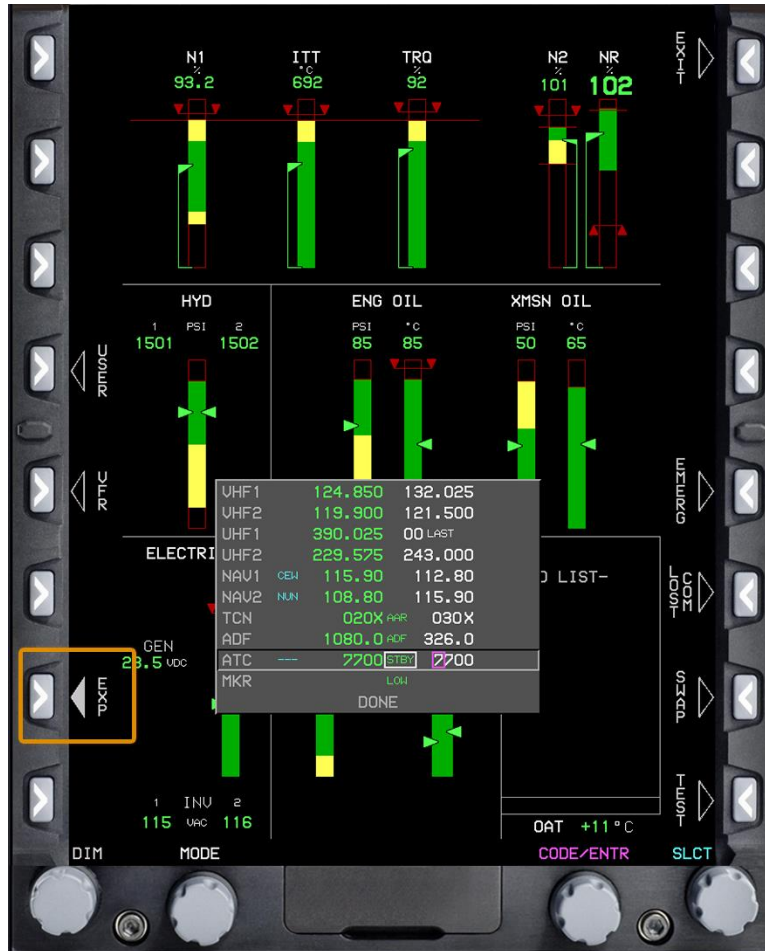 N1 ITT TRQ N2 NR
% °C % % %
93.2 692 92 101 102
EXIT
HYD ENG OIL XMSN OIL
1 PSI 2 PSI °C PSI °C
1501 1502 85 85 50 65
USER
VFR
EMERG
VHF1 124.850 132.025
VHF2 119.900 121.500
UHF1 390.025 00 LAST
UHF2 229.575 243.000
NAV1 CEW 115.90 112.80
NAV2 NUN 108.80 115.90
TCN 020X AAR 030X
ADF 1080.0 ADF 326.0
ATC --- 7700 STBY 7700
MKR LOW
DONE
ELECTRI
LIST-
LOST COM
GEN
28.5 VDC
EXP
SWAP
1 INV 2
115 VAC 116
TEST
OAT +11 °C
DIM MODE CODE/ENTR SLCT